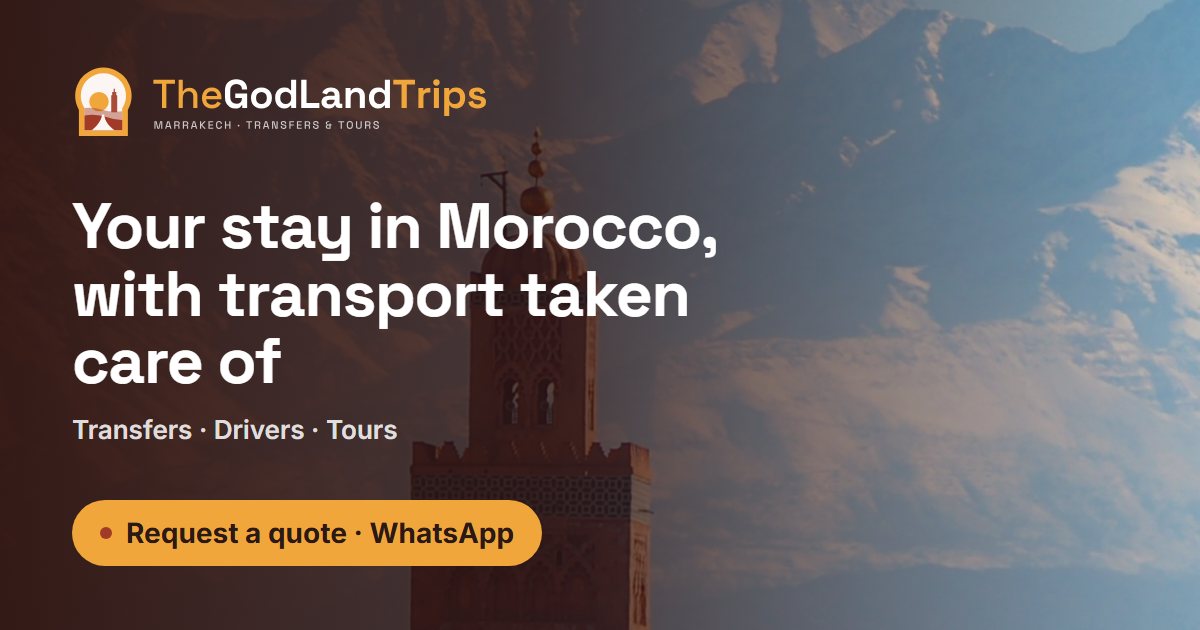 TheGodLandTrips
MARRAKECH · TRANSFERS & TOURS
Your stay in Morocco,
with transport taken
care of
Transfers · Drivers · Tours
Request a quote · WhatsApp